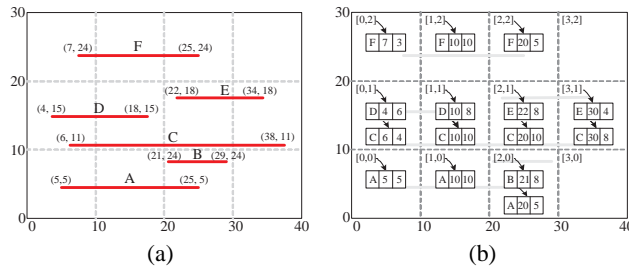 30
20
10
0
0 10 20 30 40
(7, 24) F (25, 24)
E
(22, 18) (34, 18)
(4, 15) D (18, 15)
(6, 11) C (38, 11)
(21, 24) B (29, 24)
(5,5) A (25, 5)
(a)
30
20
10
0
0 10 20 30 40
[0,2] [1,2] [2,2] [3,2]
F 7 3
F 10 10
F 20 5
[0,1] [1,1] [2,1] [3,1]
D 4 6
D 10 8
E 22 8
E 30 4
C 6 4
C 10 10
C 20 10
C 30 8
[0,0] [1,0] [2,0] [3,0]
A 5 5
A 10 10
B 21 8
A 20 5
(b)